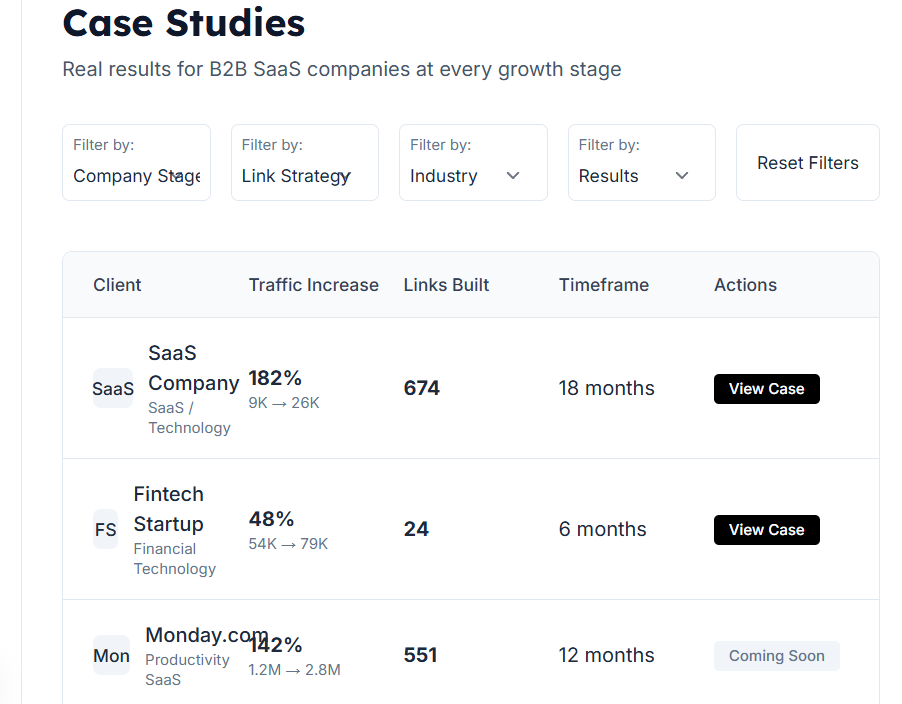 Case Studies
Real results for B2B SaaS companies at every growth stage
Filter by:
Company Stage
Filter by:
Link Strategy
Filter by:
Industry
Filter by:
Results
Reset Filters
Client Traffic Increase Links Built Timeframe Actions
SaaS
SaaS
Company
SaaS /
Technology
182%
9K → 26K
674
18 months
View Case
FS
Fintech
Startup
Financial
Technology
48%
54K → 79K
24
6 months
View Case
Mon
Monday.com
Productivity
SaaS
142%
1.2M → 2.8M
551
12 months
Coming Soon